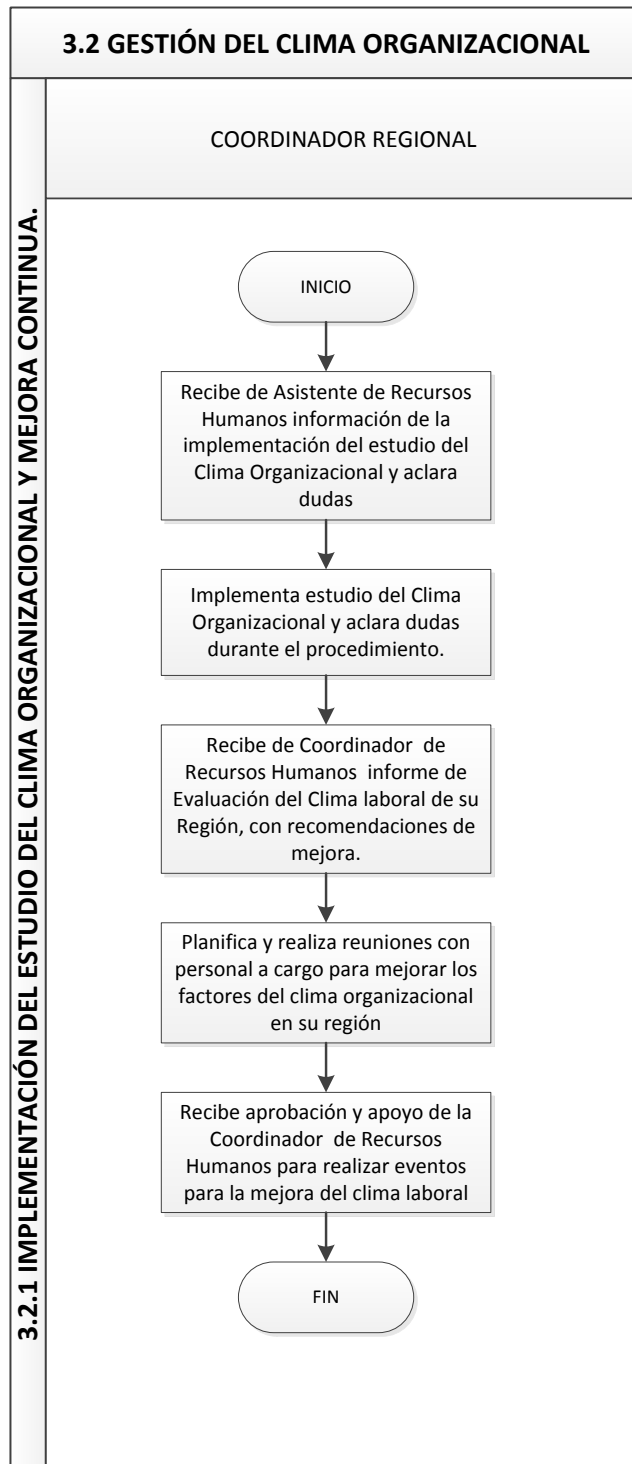 3.2 GESTIÓN DEL CLIMA ORGANIZACIONAL
COORDINADOR REGIONAL
3.2.1 IMPLEMENTACIÓN DEL ESTUDIO DEL CLIMA ORGANIZACIONAL Y MEJORA CONTINUA.
INICIO
Recibe de Asistente de Recursos
Humanos información de la
implementación del estudio del
Clima Organizacional y aclara
dudas
Implementa estudio del Clima
Organizacional y aclara dudas
durante el procedimiento.
Recibe de Coordinador de
Recursos Humanos informe de
Evaluación del Clima laboral de su
Región, con recomendaciones de
mejora.
Planifica y realiza reuniones con
personal a cargo para mejorar los
factores del clima organizacional
en su región
Recibe aprobación y apoyo de la
Coordinador de Recursos
Humanos para realizar eventos
para la mejora del clima laboral
FIN